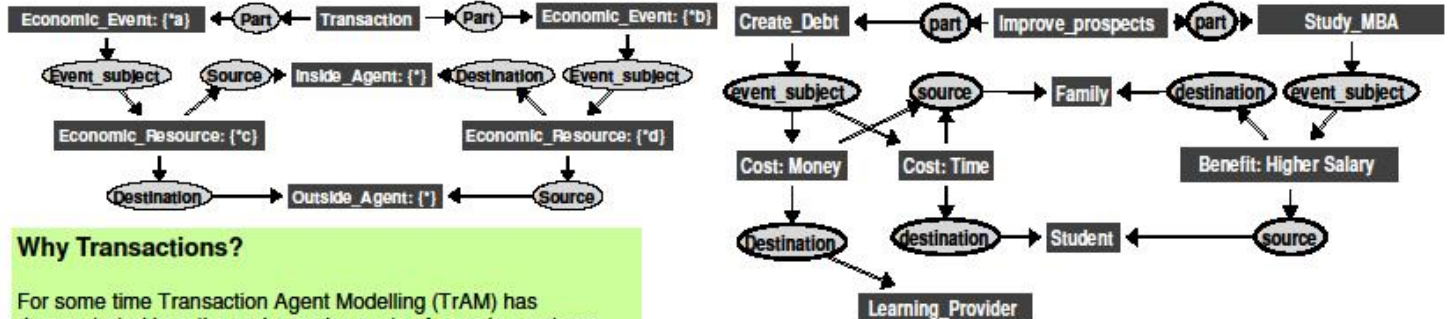 Economic_Event: {*a} Part Transaction Part Economic_Event: {*b}
Event_subject Source Inside_Agent: {*} Destination Event_subject
Economic_Resource: {*c} Economic_Resource: {*d}
Destination Outside_Agent: {*} Source
Why Transactions?
For some time Transaction Agent Modelling (TrAM) has
Create_Debt part Improve_prospects part Study_MBA
event_subject source Family destination event_subject
Cost: Money Cost: Time Benefit: Higher Salary
Destination destination Student source
Learning_Provider